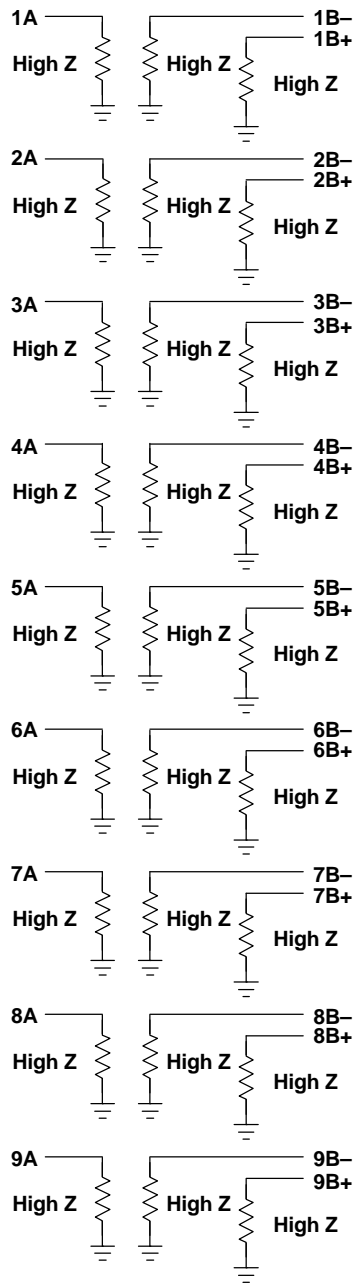 1A 1B–
1B+
High Z High Z High Z
2A 2B–
2B+
High Z High Z High Z
3A 3B–
3B+
High Z High Z High Z
4A 4B–
4B+
High Z High Z High Z
5A 5B–
5B+
High Z High Z High Z
6A 6B–
6B+
High Z High Z High Z
7A 7B–
7B+
High Z High Z High Z
8A 8B–
8B+
High Z High Z High Z
9A 9B–
9B+
High Z High Z High Z